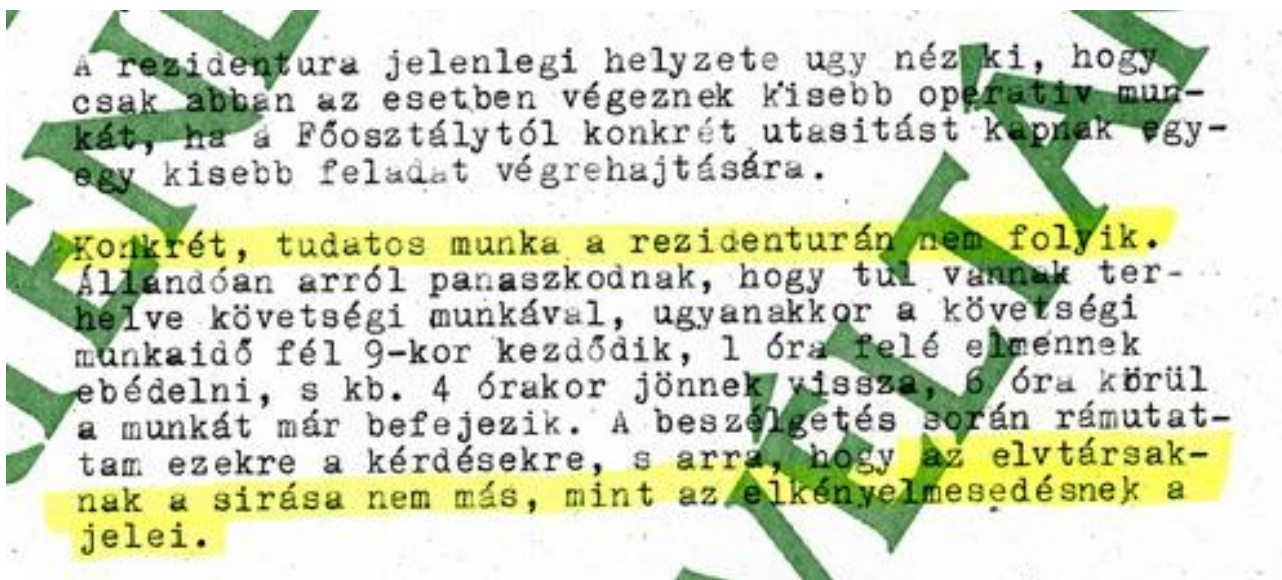 A rezidentura jelenlegi helyzete ugy néz ki, hogy
csak abban az esetben végeznek kisebb operativ mun-
kát, ha a Főosztálytól konkrét utasitást kapnak egy-
egy kisebb feladat végrehajtására.
Konkrét, tudatos munka a rezidenturán nem folyik.
Állandóan arról panaszkodnak, hogy tul vannak ter-
helve követségi munkával, ugyanakkor a követségi
munkaidő fél 9-kor kezdődik, 1 óra felé elmennek
ebédelni, s kb. 4 órakor jönnek vissza, 6 óra körül
a munkát már befejezik. A beszélgetés során rámutat-
tam ezekre a kérdésekre, s arra, hogy az elvtársak-
nak a sirása nem más, mint az elkényelmesedésnek a
jelei.